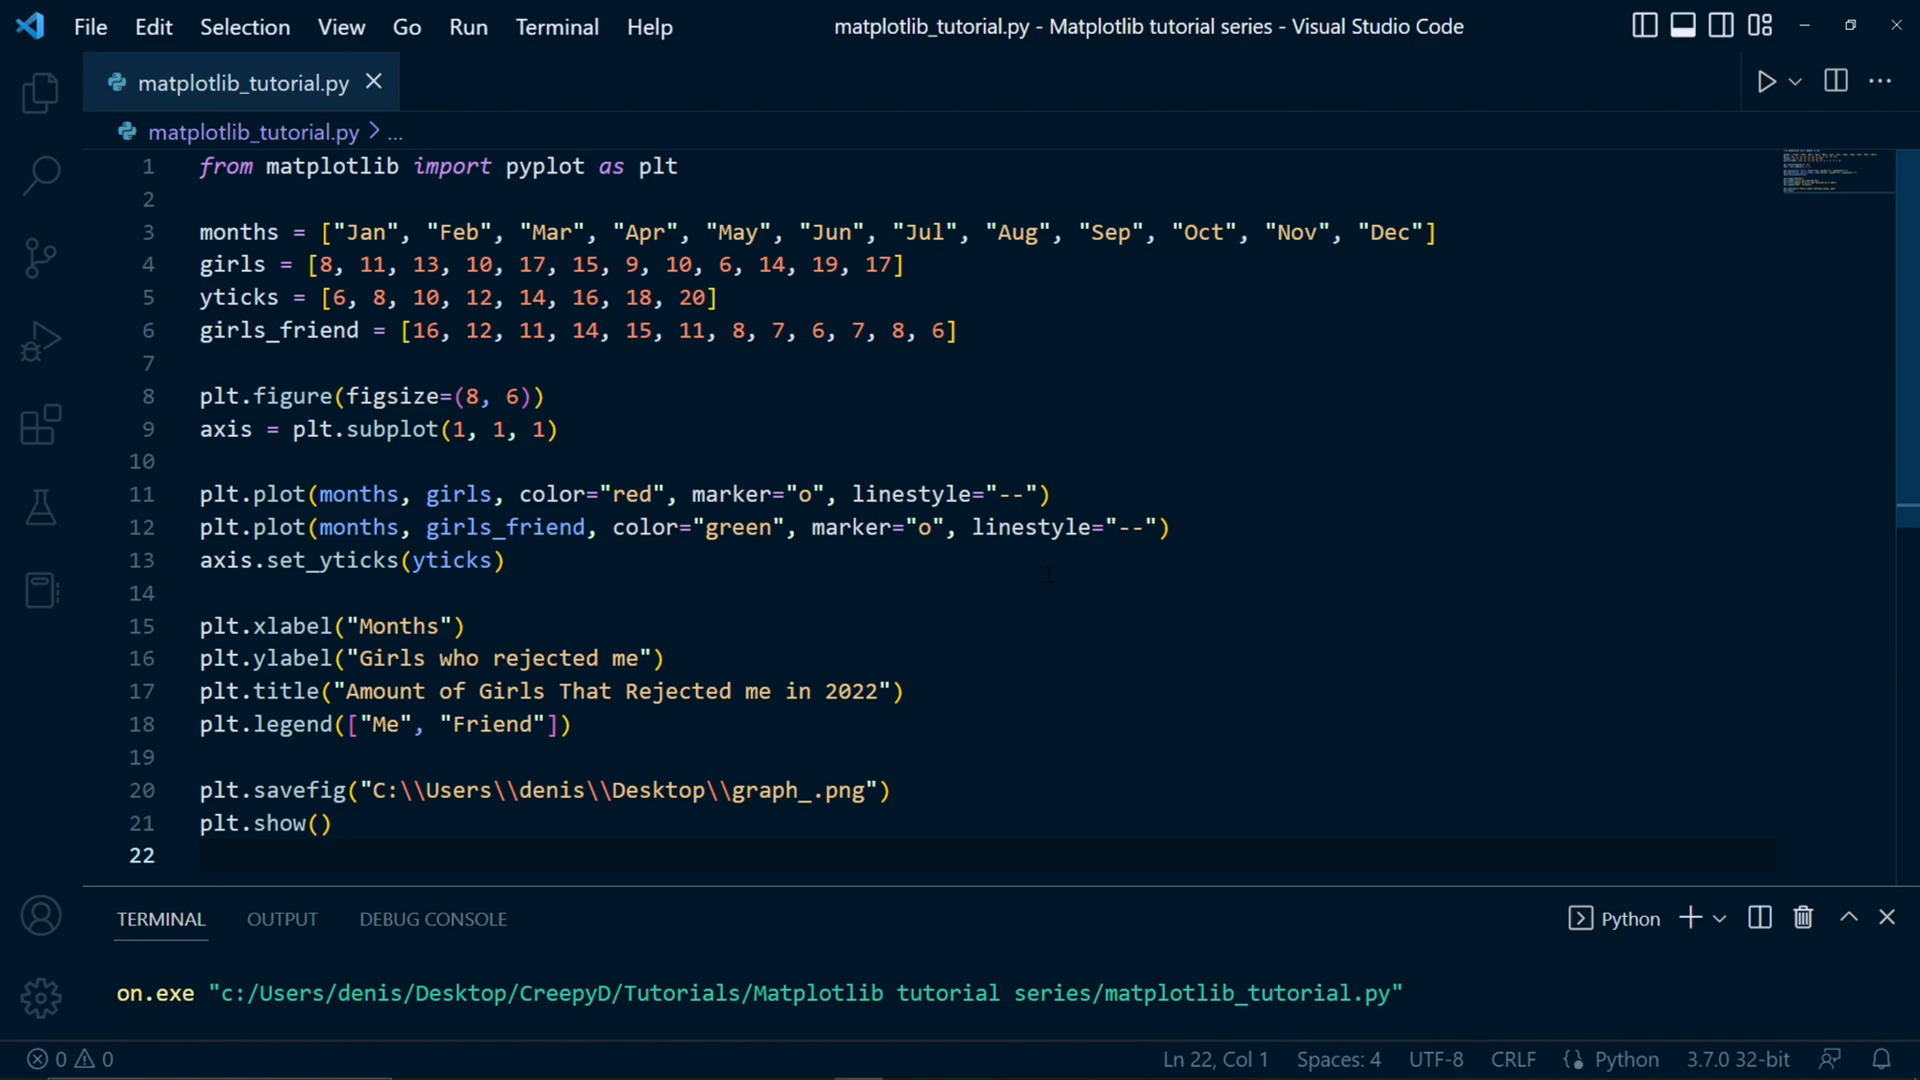 File Edit Selection View Go Run Terminal Help matplotlib_tutorial.py - Matplotlib tutorial series - Visual Studio Code
matplotlib_tutorial.py
matplotlib_tutorial.py > ...
1 from matplotlib import pyplot as plt
2
3 months = ["Jan", "Feb", "Mar", "Apr", "May", "Jun", "Jul", "Aug", "Sep", "Oct", "Nov", "Dec"]
4 girls = [8, 11, 13, 10, 17, 15, 9, 10, 6, 14, 19, 17]
5 yticks = [6, 8, 10, 12, 14, 16, 18, 20]
6 girls_friend = [16, 12, 11, 14, 15, 11, 8, 7, 6, 7, 8, 6]
7
8 plt.figure(figsize=(8, 6))
9 axis = plt.subplot(1, 1, 1)
10
11 plt.plot(months, girls, color="red", marker="o", linestyle="--")
12 plt.plot(months, girls_friend, color="green", marker="o", linestyle="--")
13 axis.set_yticks(yticks)
14
15 plt.xlabel("Months")
16 plt.ylabel("Girls who rejected me")
17 plt.title("Amount of Girls That Rejected me in 2022")
18 plt.legend(["Me", "Friend"])
19
20 plt.savefig("C:\\Users\\denis\\Desktop\\graph_.png")
21 plt.show()
22
TERMINAL OUTPUT DEBUG CONSOLE Python
on.exe "c:/Users/denis/Desktop/CreepyD/Tutorials/Matplotlib tutorial series/matplotlib_tutorial.py"
0 0 Ln 22, Col 1 Spaces: 4 UTF-8 CRLF Python 3.7.0 32-bit